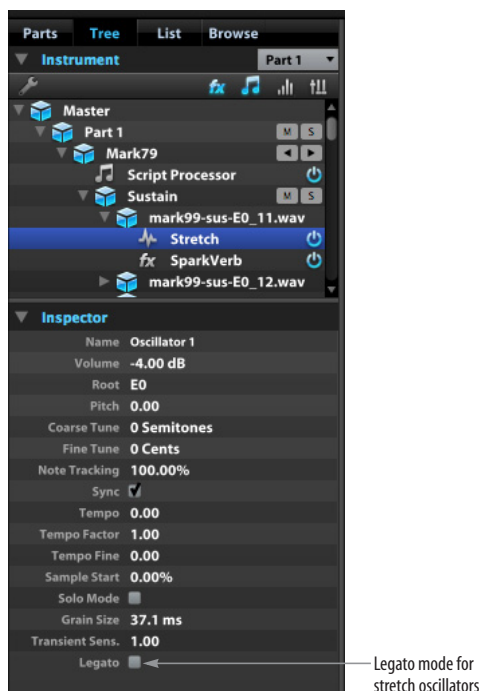 Parts Tree List Browse
Instrument Part 1
fx
Master
Part 1 M S
Mark79
Script Processor
Sustain M S
mark99-sus-E0_11.wav
Stretch
fx SparkVerb
mark99-sus-E0_12.wav
Inspector
Name Oscillator 1
Volume -4.00 dB
Root E0
Pitch 0.00
Coarse Tune 0 Semitones
Fine Tune 0 Cents
Note Tracking 100.00%
Sync
Tempo 0.00
Tempo Factor 1.00
Tempo Fine 0.00
Sample Start 0.00%
Solo Mode
Grain Size 37.1 ms
Transient Sens. 1.00
Legato
Legato mode for
stretch oscillators